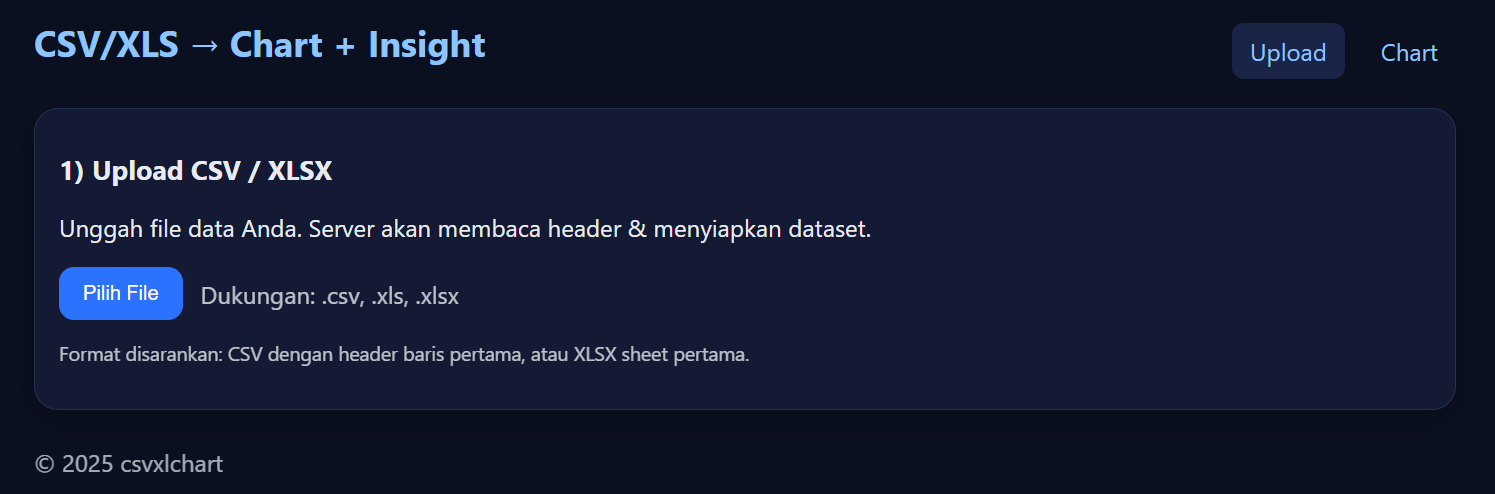 CSV/XLS → Chart + Insight
Upload
Chart
1) Upload CSV / XLSX
Unggah file data Anda. Server akan membaca header & menyiapkan dataset.
Pilih File
Dukungan: .csv, .xls, .xlsx
Format disarankan: CSV dengan header baris pertama, atau XLSX sheet pertama.
© 2025 csvxlchart